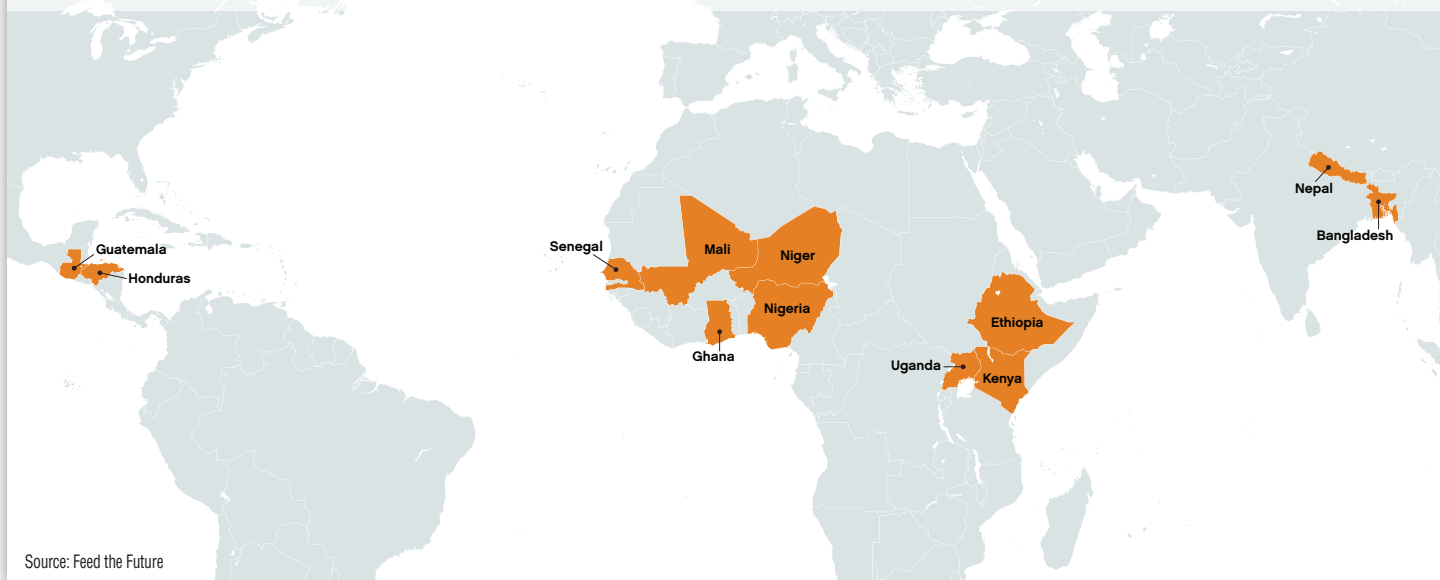 Guatemala
Honduras
Senegal
Mali
Niger
Nigeria
Ghana
Ethiopia
Uganda
Kenya
Nepal
Bangladesh
Source: Feed the Future